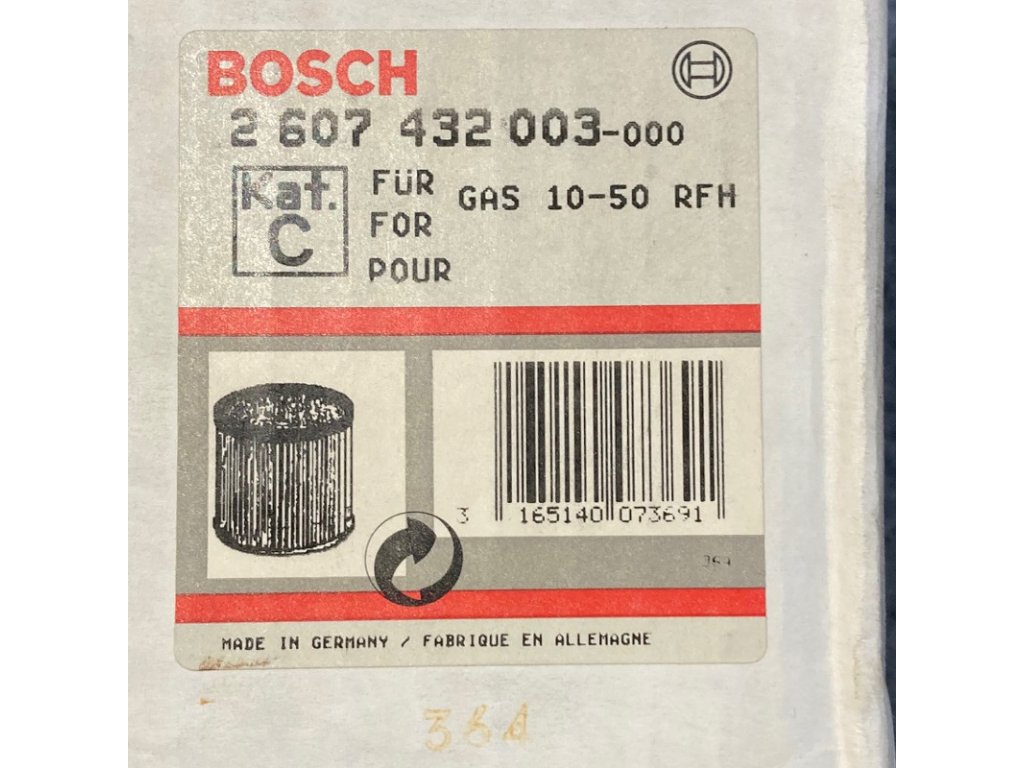 BOSCH
2 607 432 003-000
Kat.
C
FÜR
FOR
POUR
GAS 10-50 RFH
3 165140 073691
364
MADE IN GERMANY / FABRIQUE EN ALLEMAGNE
384